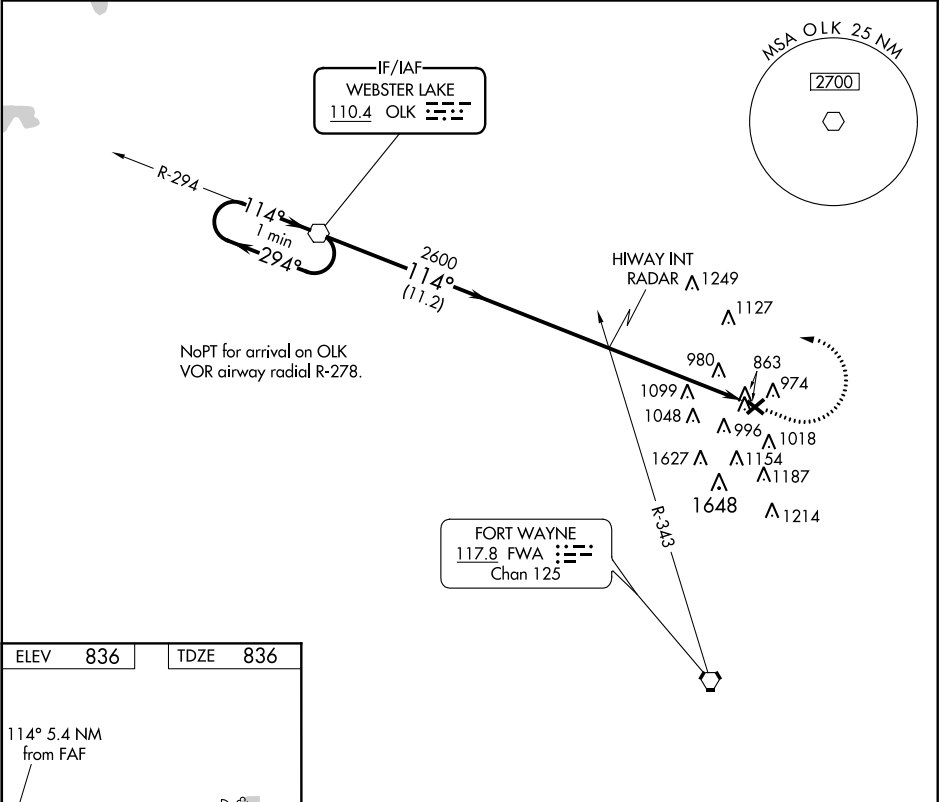 MSA OLK 25 NM
2700
IF/IAF
WEBSTER LAKE
110.4 OLK
R-294
114°
1 min
294°
2600
114°
(11.2)
HIWAY INT
RADAR
1249
1127
NoPT for arrival on OLK
VOR airway radial R-278.
980
863
1099
974
1048
996
1018
1627
1154
1187
1648
1214
R-343
FORT WAYNE
117.8 FWA
Chan 125
ELEV 836
TDZE 836
114° 5.4 NM
from FAF